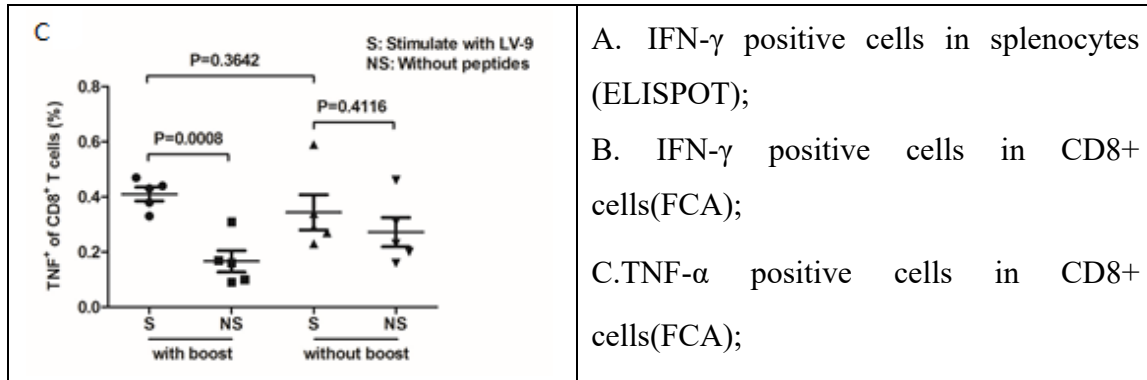 C
S: Stimulate with LV-9
NS: Without peptides
P=0.3642
P=0.4116
P=0.0008
TNF⁺ of CD8⁺ T cells (%)
0.8
0.6
0.4
0.2
0.0
S NS S NS
with boost without boost
A. IFN-γ positive cells in splenocytes
(ELISPOT);
B. IFN-γ positive cells in CD8+
cells(FCA);
C.TNF-α positive cells in CD8+
cells(FCA);